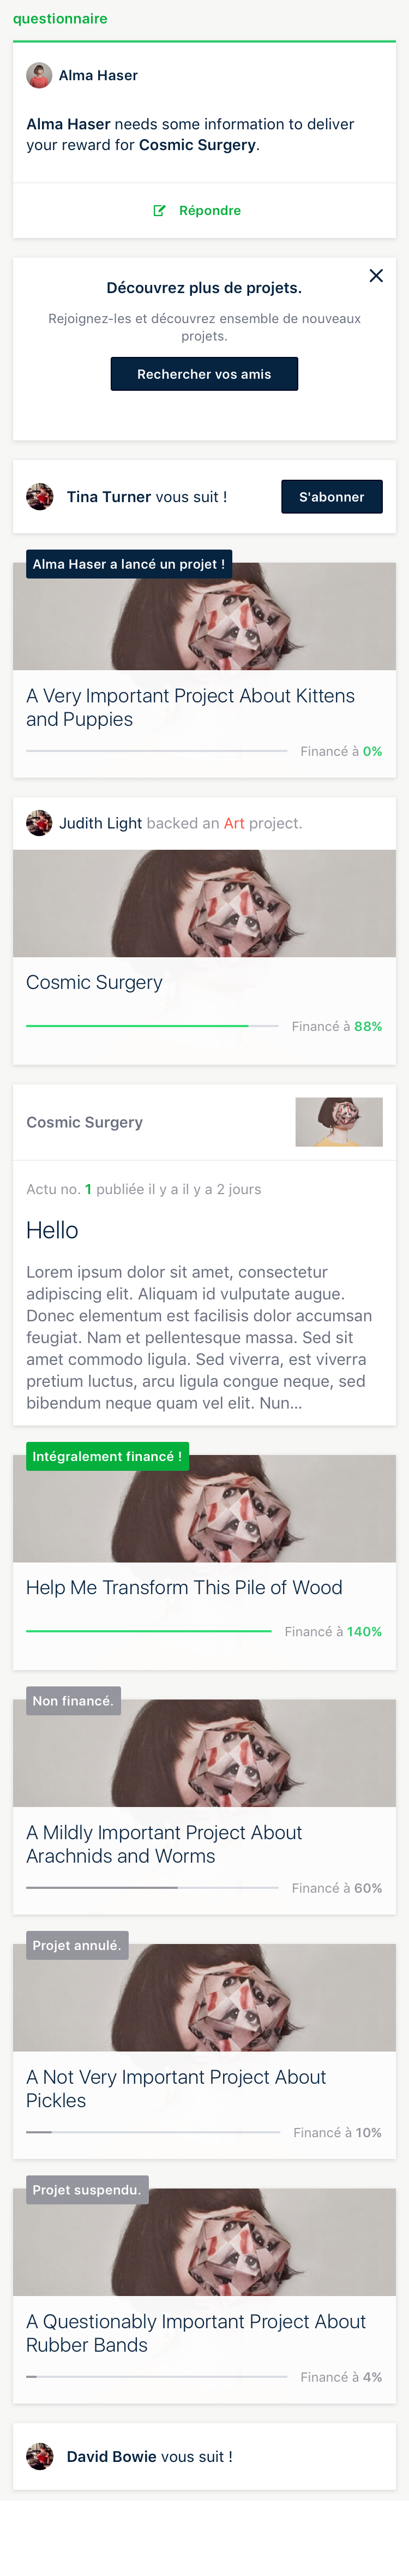 questionnaire
Alma Haser
Alma Haser needs some information to deliver
your reward for Cosmic Surgery.
Répondre
Découvrez plus de projets.
Rejoignez-les et découvrez ensemble de nouveaux
projets.
Rechercher vos amis
Tina Turner vous suit !
S'abonner
Alma Haser a lancé un projet !
A Very Important Project About Kittens
and Puppies
Financé à 0%
Judith Light backed an Art project.
Cosmic Surgery
Financé à 88%
Cosmic Surgery
Actu no. 1 publiée il y a il y a 2 jours
Hello
Lorem ipsum dolor sit amet, consectetur
adipiscing elit. Aliquam id vulputate augue.
Donec elementum est facilisis dolor accumsan
feugiat. Nam et pellentesque massa. Sed sit
amet commodo ligula. Sed viverra, est viverra
pretium luctus, arcu ligula congue neque, sed
bibendum neque quam vel elit. Nun...
Intégralement financé !
Help Me Transform This Pile of Wood
Financé à 140%
Non financé.
A Mildly Important Project About
Arachnids and Worms
Financé à 60%
Projet annulé.
A Not Very Important Project About
Pickles
Financé à 10%
Projet suspendu.
A Questionably Important Project About
Rubber Bands
Financé à 4%
David Bowie vous suit !